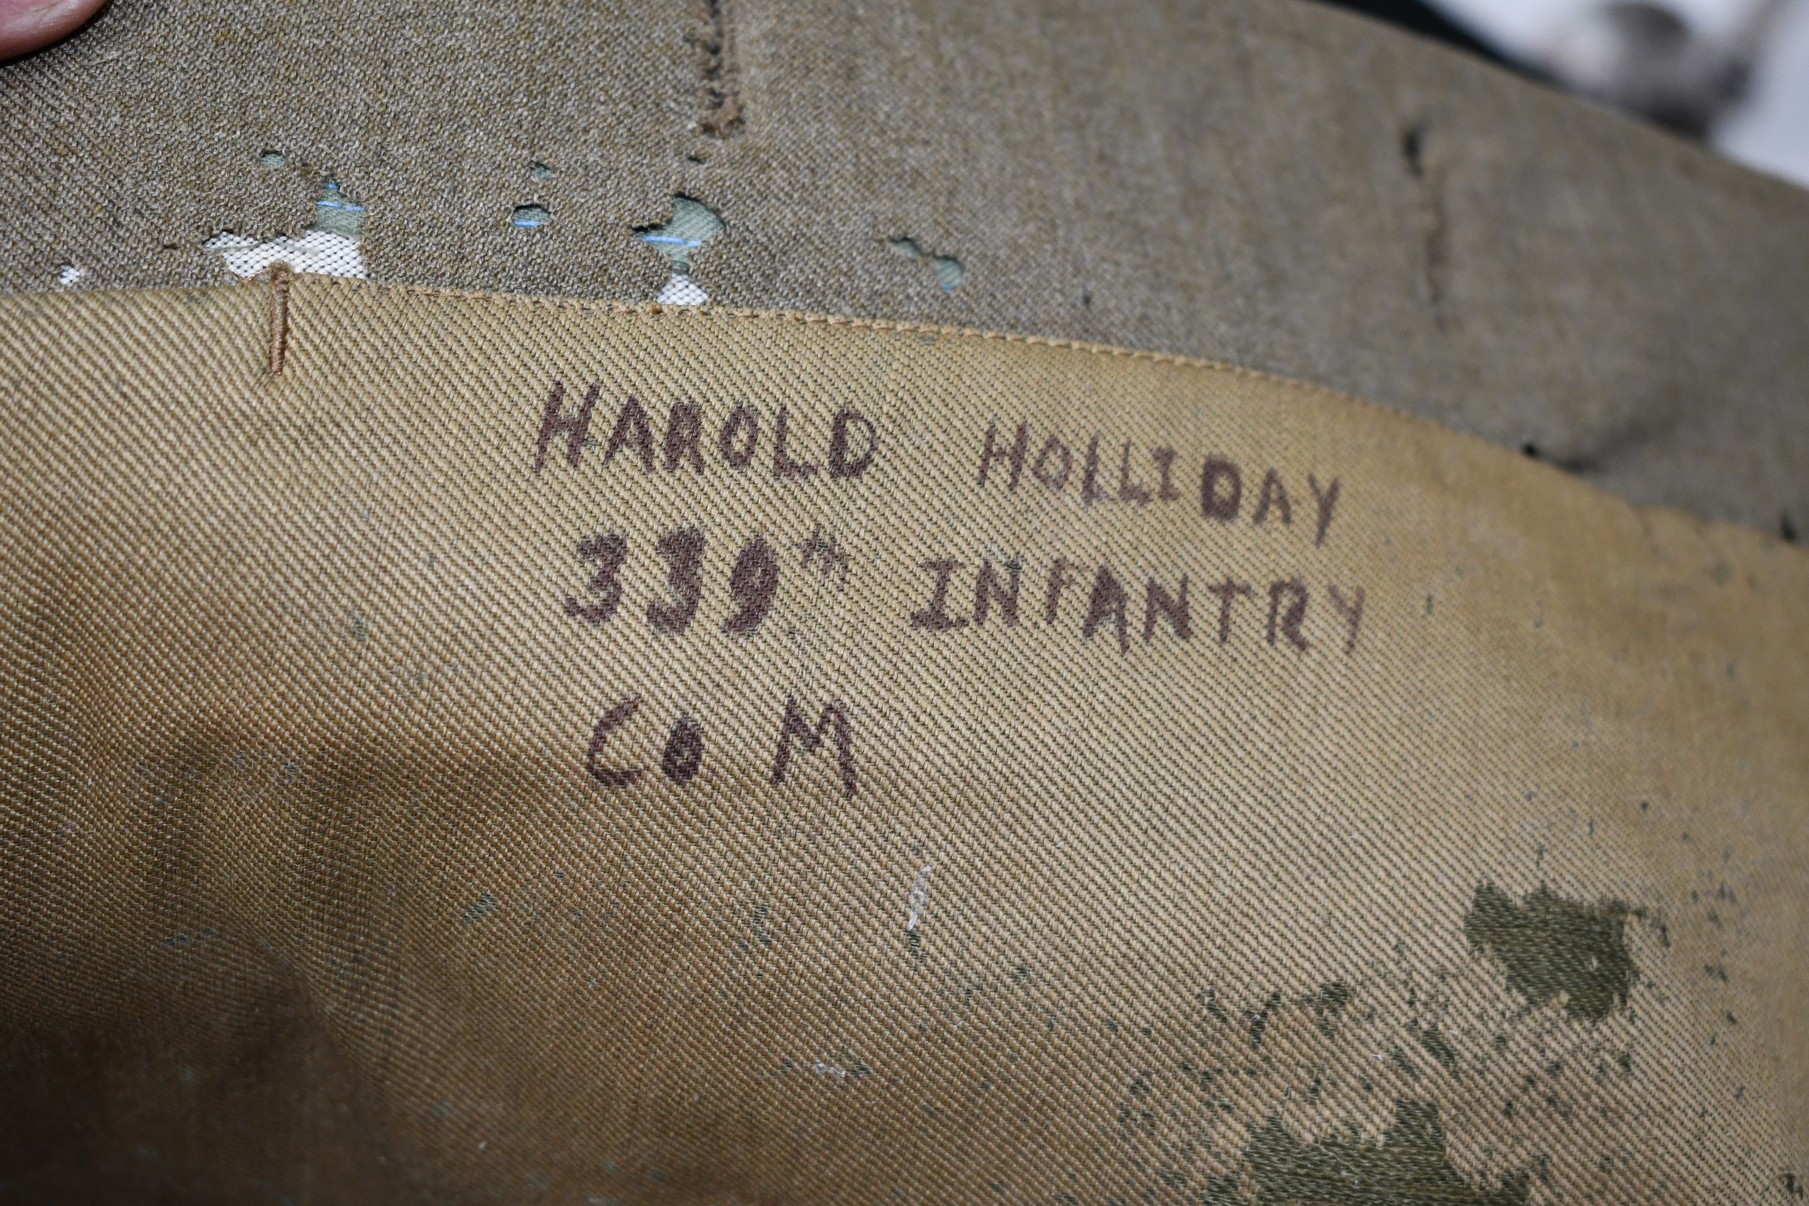 HAROLD HOLLIDAY
339th INFANTRY
Co M